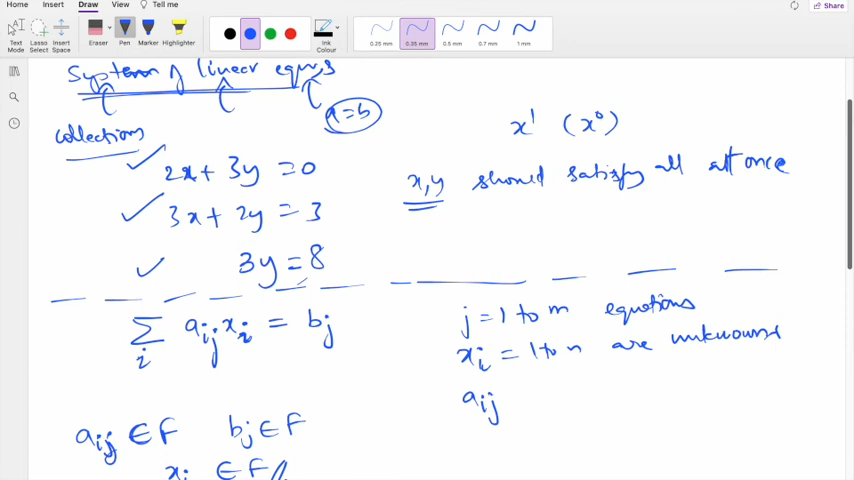 Home Insert Draw View Tell me Share
Text Mode Lasso Select Insert Space Eraser Pen Marker Highlighter Ink Color 0.25 mm 0.35 mm 0.5 mm 0.7 mm 1 mm
System of linear eqn,s
a=b
collections
x¹ (x⁰)
2x + 3y = 0
x,y should satisfy all at once
3x + 2y = 3
3y = 8
∑ᵢ aᵢⱼ xᵢ = bⱼ
j = 1 to m equations
xᵢ = 1 to n are unknowns
aᵢⱼ
aᵢⱼ ∈ F bⱼ ∈ F
xᵢ ∈ F